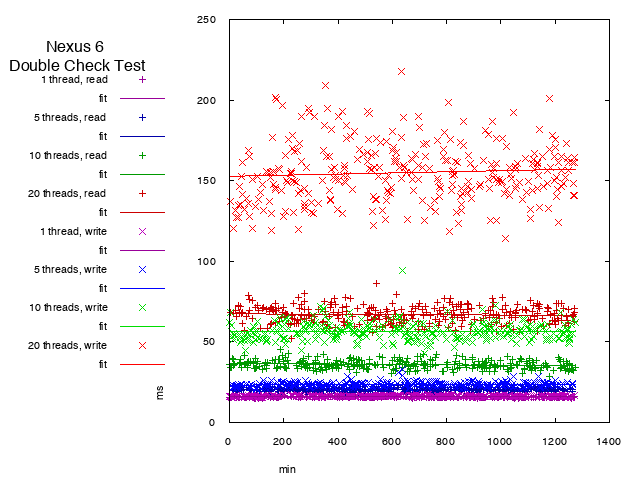 Nexus 6
Double Check Test
1 thread, read
fit
5 threads, read
fit
10 threads, read
fit
20 threads, read
fit
1 thread, write
fit
5 threads, write
fit
10 threads, write
fit
20 threads, write
fit
ms
250
200
150
100
50
0
0 200 400 600 800 1000 1200 1400
min